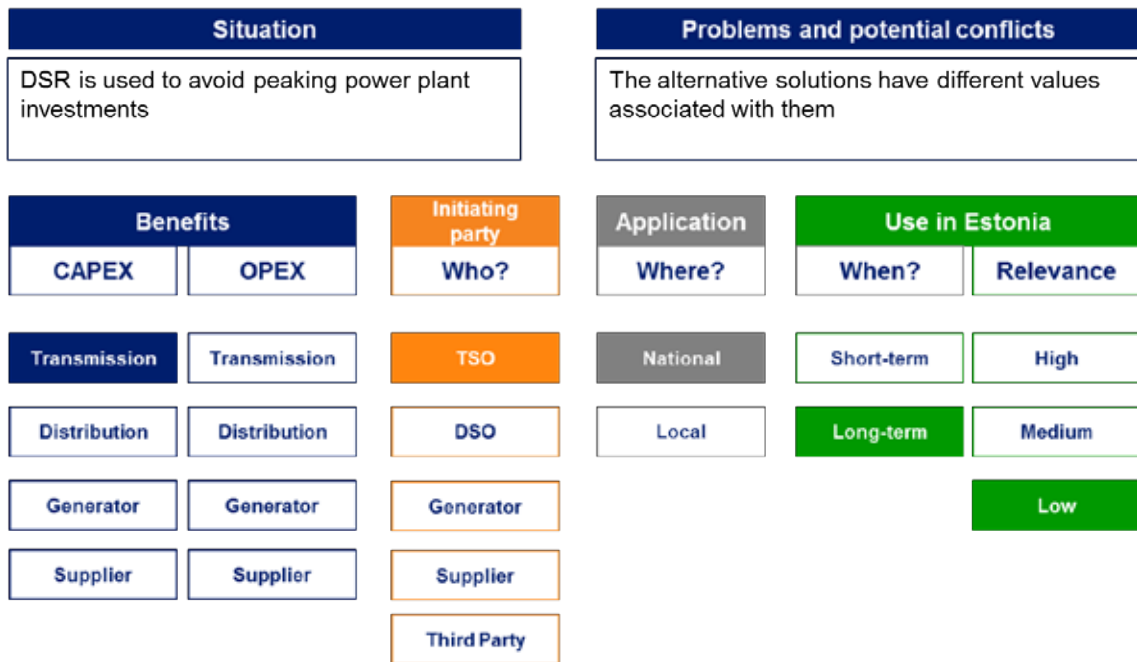 Situation
Problems and potential conflicts
DSR is used to avoid peaking power plant
investments
The alternative solutions have different values
associated with them
Benefits
Initiating
party
Application
Use in Estonia
CAPEX
OPEX
Who?
Where?
When?
Relevance
Transmission
Transmission
TSO
National
Short-term
High
Distribution
Distribution
DSO
Local
Long-term
Medium
Generator
Generator
Generator
Low
Supplier
Supplier
Supplier
Third Party